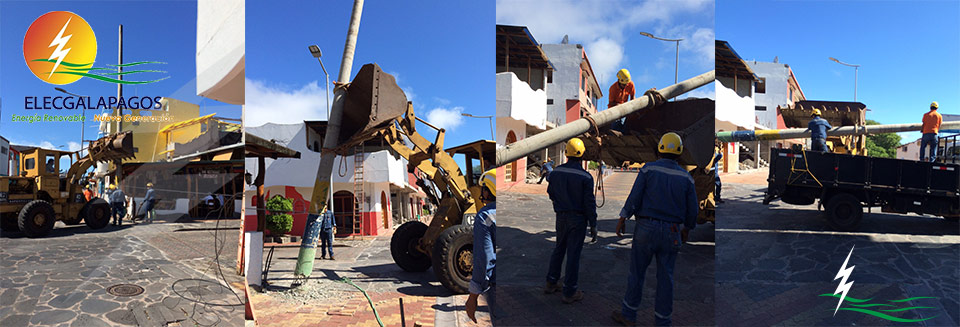 ELECGALAPAGOS
Energía Renovable Nueva Generación